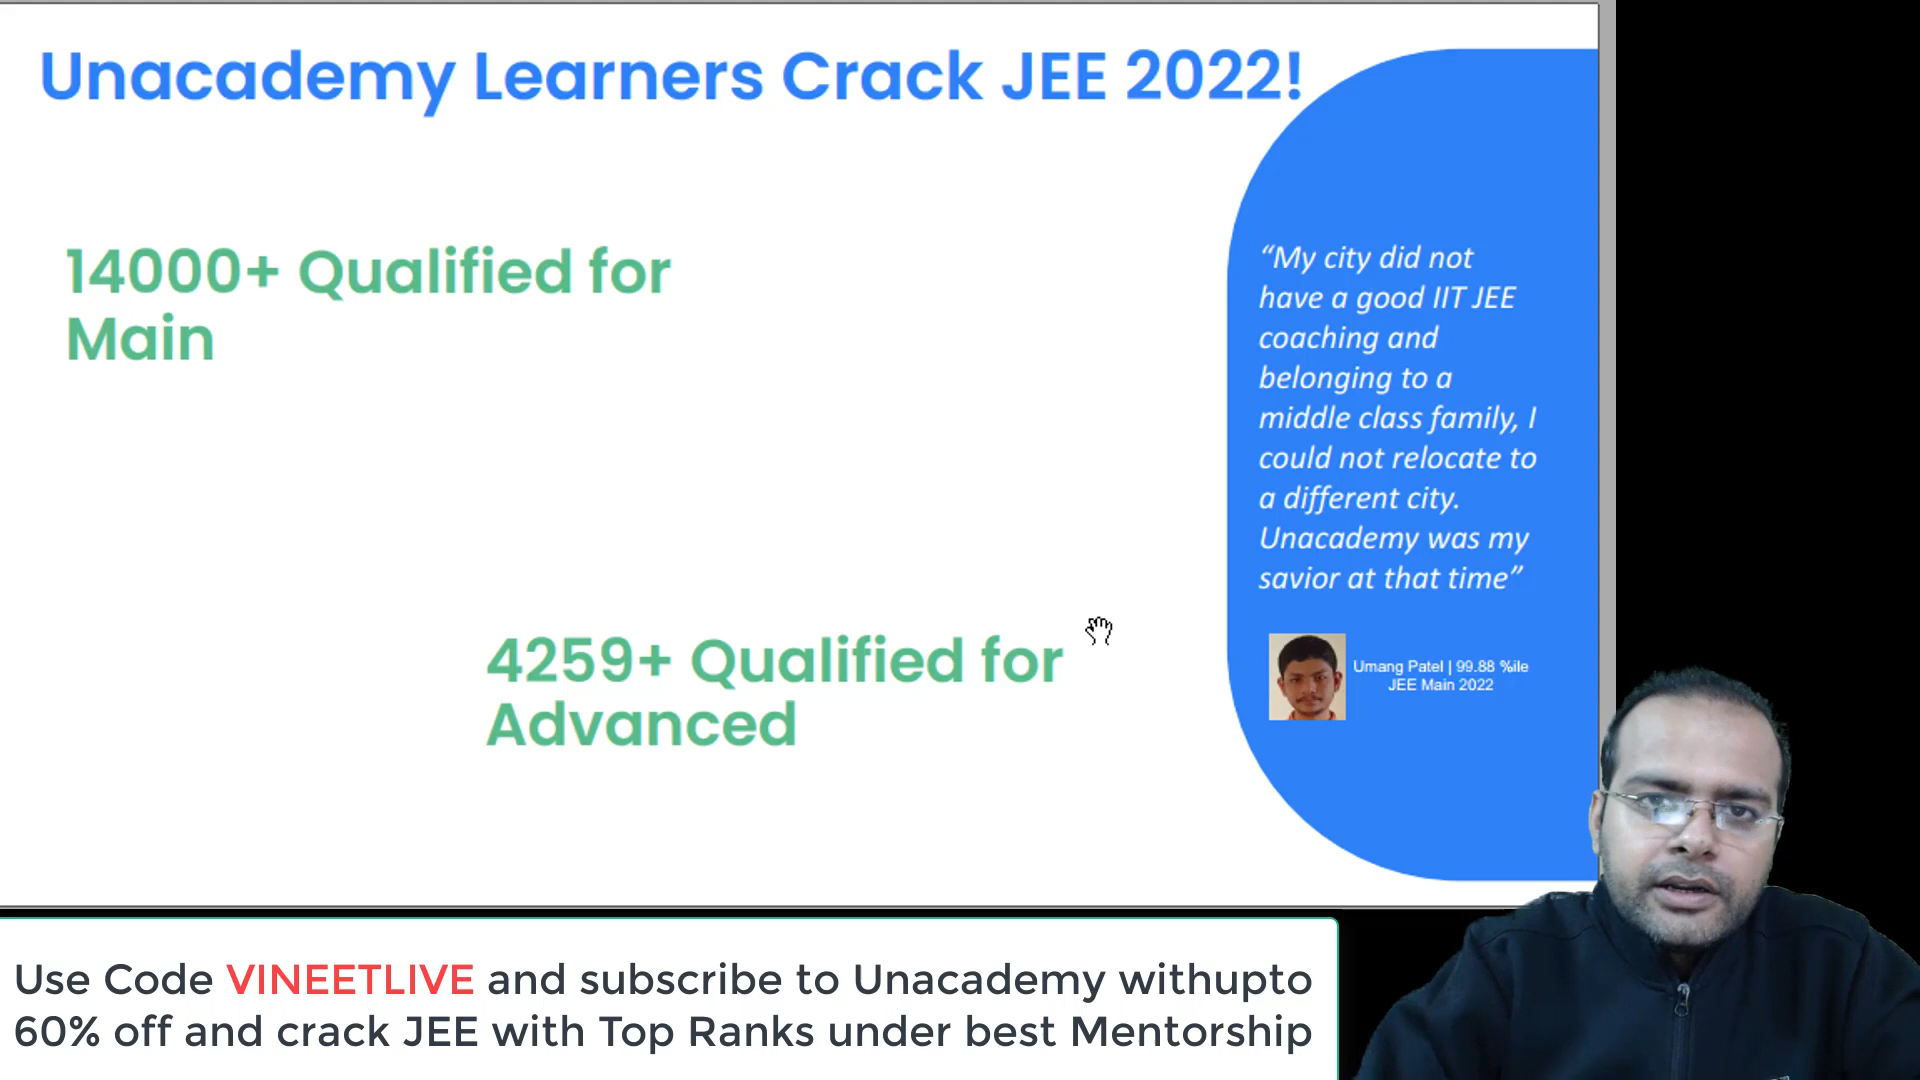 Unacademy Learners Crack JEE 2022!
14000+ Qualified for
Main
4259+ Qualified for
Advanced
“My city did not
have a good IIT JEE
coaching and
belonging to a
middle class family, I
could not relocate to
a different city.
Unacademy was my
savior at that time”
Umang Patel | 99.88 %ile
JEE Main 2022
Use Code VINEETLIVE and subscribe to Unacademy withupto
60% off and crack JEE with Top Ranks under best Mentorship